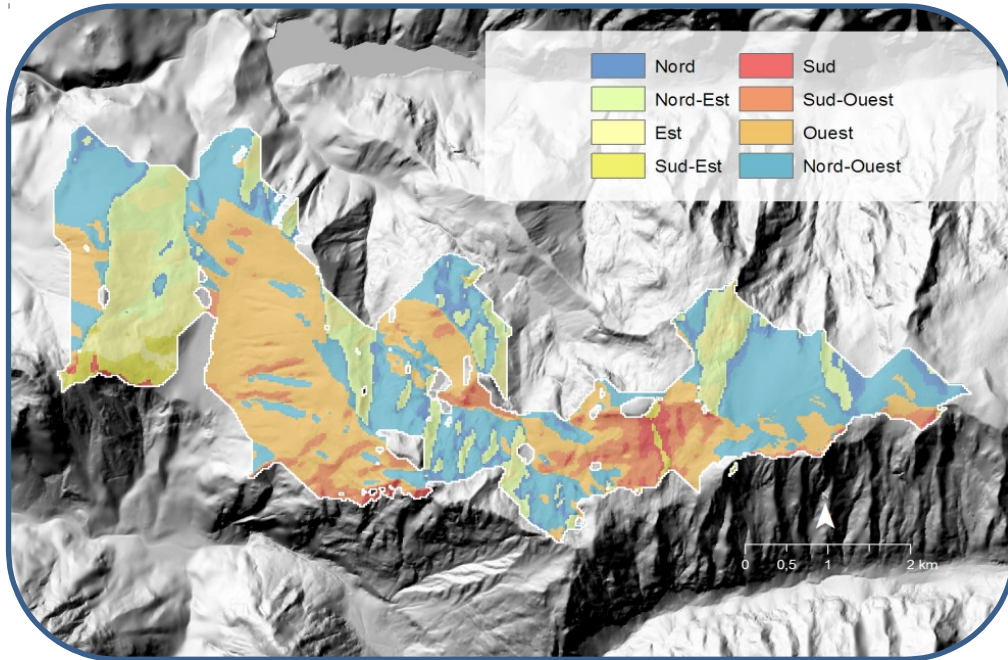 Nord Sud
Nord-Est Sud-Ouest
Est Ouest
Sud-Est Nord-Ouest
0 0,5 1 2 km